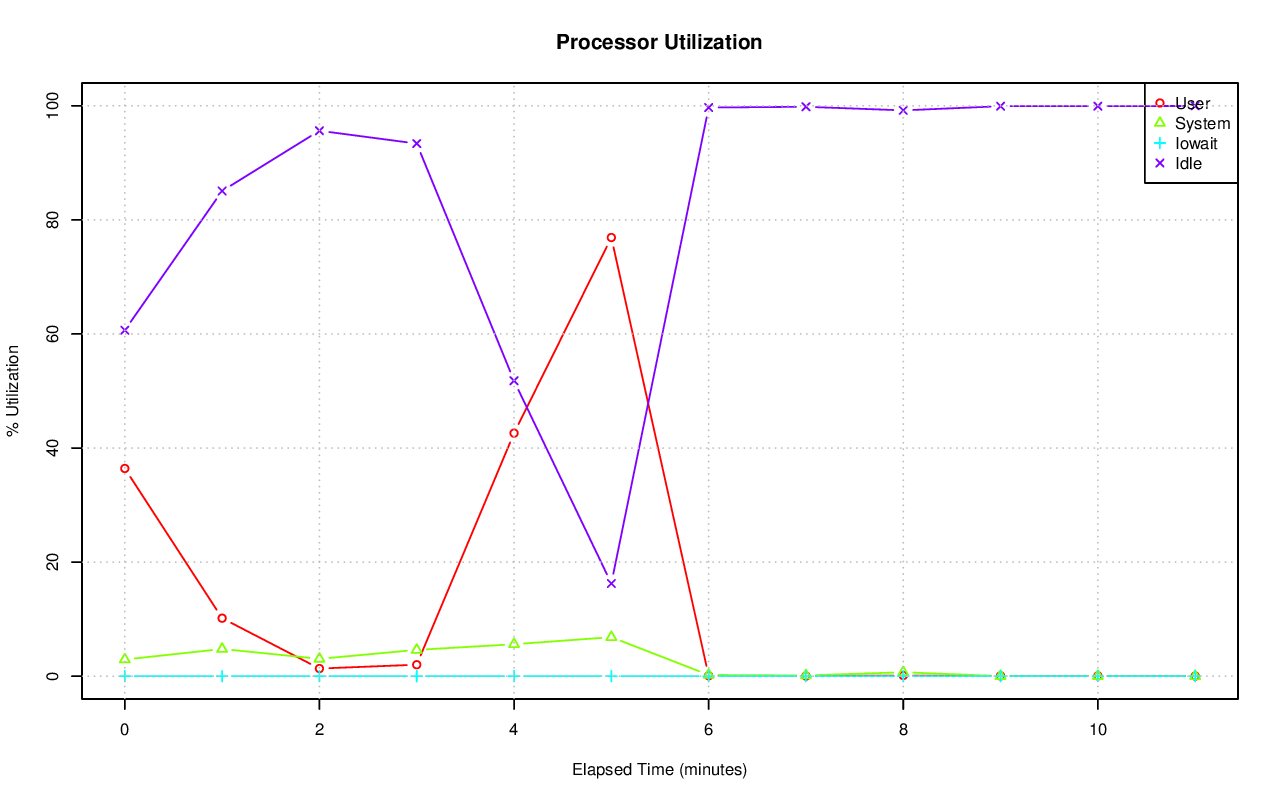 Processor Utilization
100
80
60
40
20
0
% Utilization
User
System
Iowait
Idle
0 2 4 6 8 10
Elapsed Time (minutes)